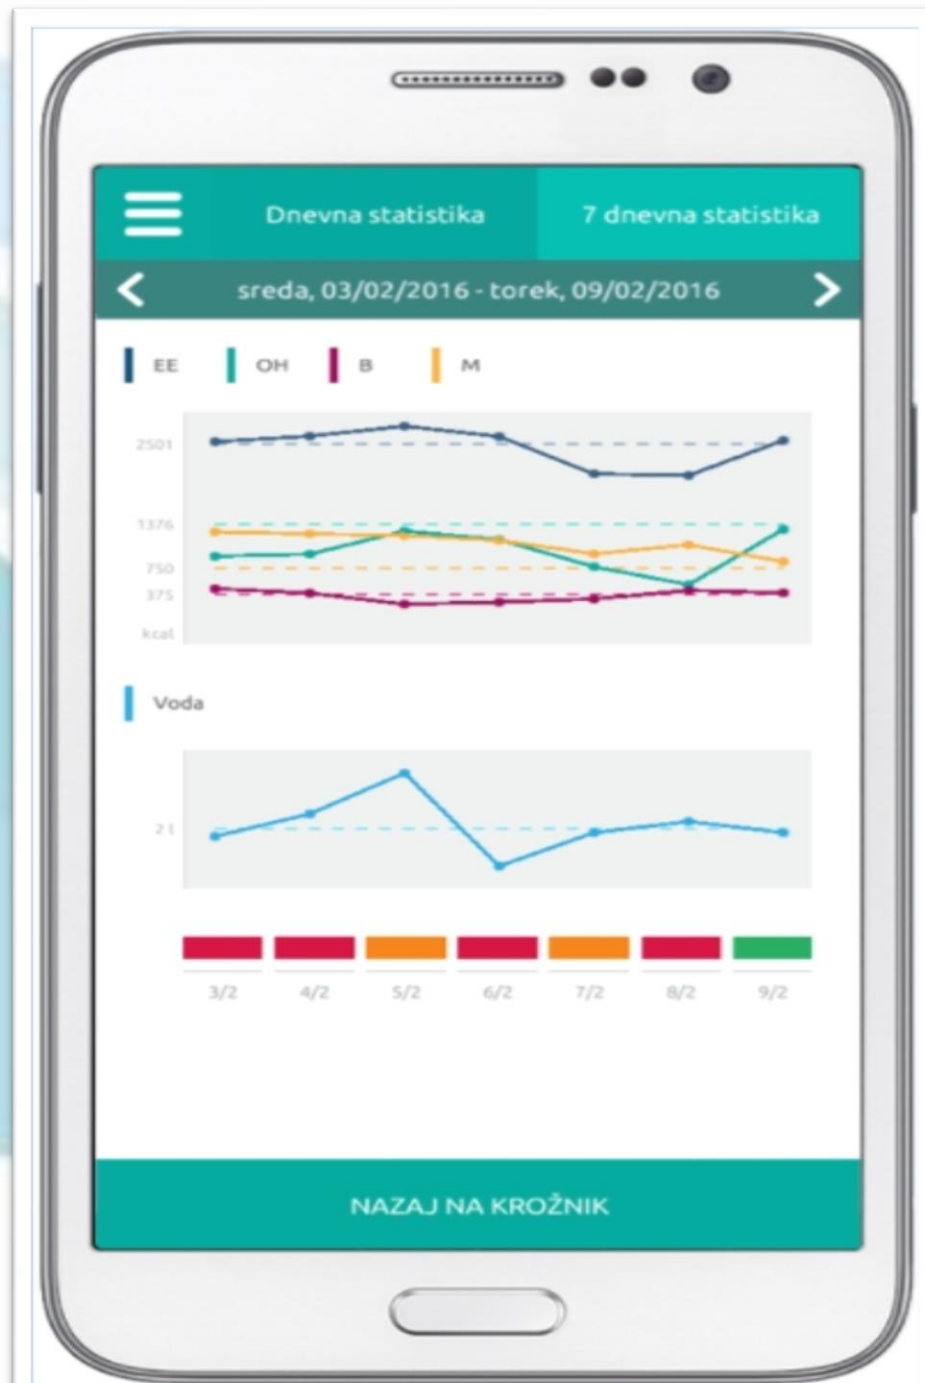 Dnevna statistika
7 dnevna statistika
sreda, 03/02/2016 - torek, 09/02/2016
EE OH B M
2501
1376
750
375
kcal
Voda
2 l
3/2 4/2 5/2 6/2 7/2 8/2 9/2
NAZAJ NA KROŽNIK